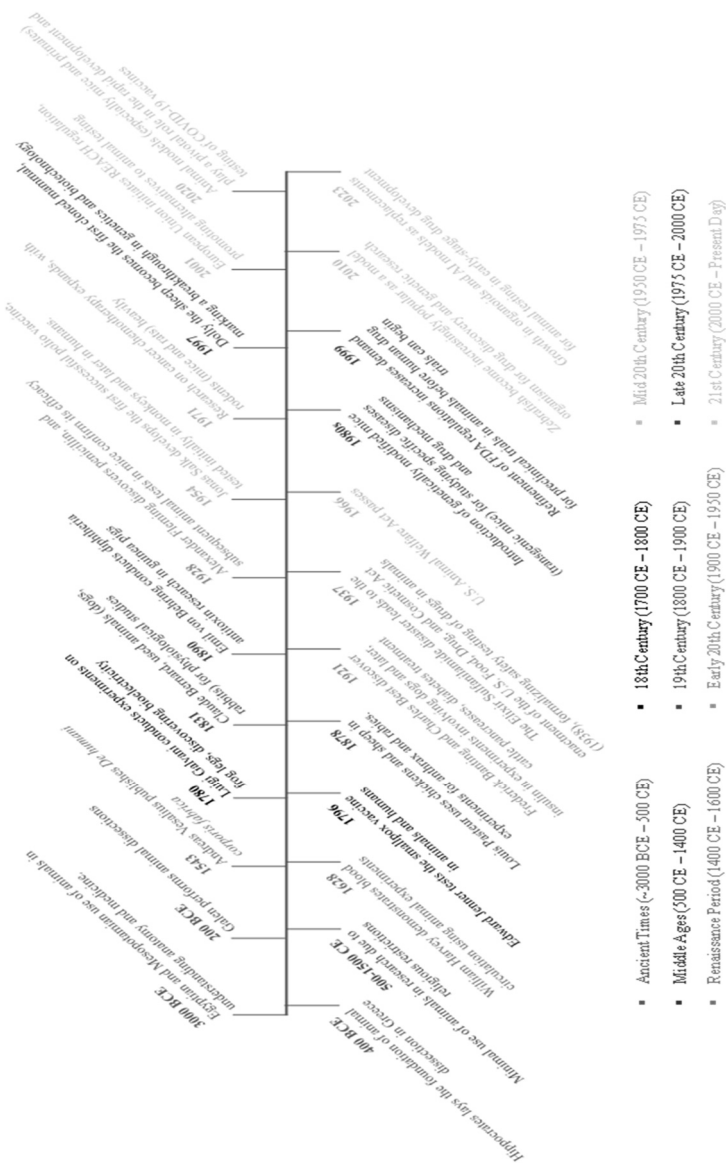 3000 BCE
Egyptian and Mesopotamian use of animals in
understanding anatomy and medicine.
200 BCE
Galen performs animal dissections
1543
Andreas Vesalius publishes De humani
corporis fabrica
1780
Luigi Galvani conducts experiments on
frog legs, discovering bioelectricity
1831
Claude Bernard, used animals (dogs,
rabbits) for physiological studies
1890
Emil von Behring conducts diphtheria
antitoxin research in guinea pigs
1928
Alexander Fleming discovers penicillin, and
subsequent animal tests in mice confirm its efficacy
1954
Jonas Salk develops the first successful polio vaccine,
tested initially in monkeys and later in humans.
1971
Research on cancer chemotherapy expands, with
rodents (mice and rats) heavily
1997
Dolly the sheep becomes the first cloned mammal,
marking a breakthrough in genetics and biotechnology
2001
European Union initiates REACH regulation,
promoting alternatives to animal testing
2020
Animal models (especially mice and primates)
play a pivotal role in the rapid development and
testing of COVID-19 vaccines
400 BCE
Hippocrates lays the foundation of animal
dissection in Greece
500-1500 CE
Minimal use of animals in research due to
religious restrictions
1628
William Harvey demonstrates blood
circulation using animal experiments
1796
Edward Jenner tests the smallpox vaccine
in animals and humans
1878
Louis Pasteur uses chickens and sheep in
experiments for anthrax and rabies.
1921
Frederick Banting and Charles Best discover
insulin in experiments involving dogs and later,
cattle pancreases, diabetes treatment
1937
The Elixir Sulfanilamide disaster leads to the
enactment of the U.S. Food, Drug, and Cosmetic Act
(1938), formalizing safety testing of drugs in animals
1966
U.S. Animal Welfare Act passes
1980s
Introduction of genetically modified mice
(transgenic mice) for studying specific diseases
and drug mechanisms
1999
Refinement of FDA regulations increases demand
for preclinical trials in animals before human drug
trials can begin
2010
Zebrafish become increasingly popular as a model
organism for drug discovery and genetic research
2023
Growth in organoids and AI models as replacements
for animal testing in early-stage drug development
▪ Ancient Times (~3000 BCE – 500 CE)
▪ 18th Century (1700 CE – 1800 CE)
▪ Mid 20th Century (1950 CE – 1975 CE)
▪ Middle Ages (500 CE – 1400 CE)
▪ 19th Century (1800 CE – 1900 CE)
▪ Late 20th Century (1975 CE – 2000 CE)
▪ Renaissance Period (1400 CE – 1600 CE)
▪ Early 20th Century (1900 CE – 1950 CE)
▪ 21st Century (2000 CE – Present Day)